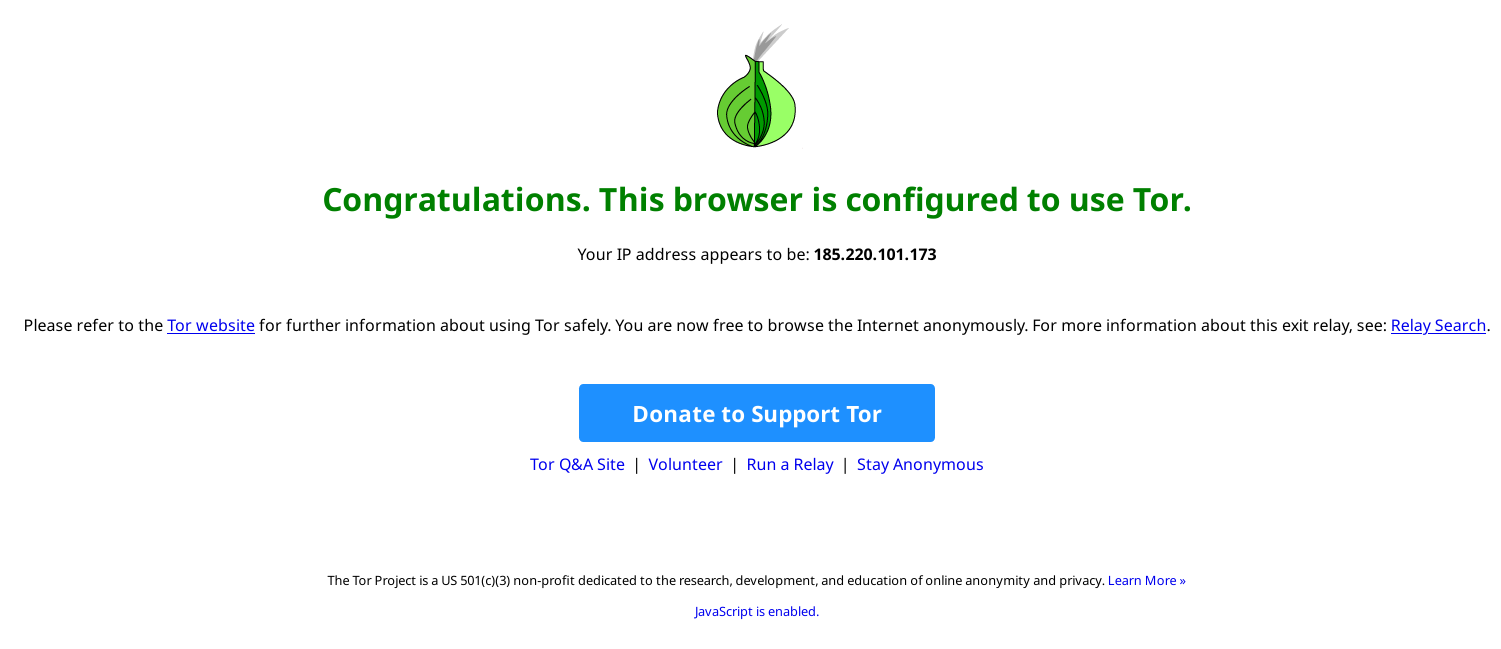 Congratulations. This browser is configured to use Tor.
Your IP address appears to be: 185.220.101.173
Please refer to the Tor website for further information about using Tor safely. You are now free to browse the Internet anonymously. For more information about this exit relay, see: Relay Search.
Donate to Support Tor
Tor Q&A Site | Volunteer | Run a Relay | Stay Anonymous
The Tor Project is a US 501(c)(3) non-profit dedicated to the research, development, and education of online anonymity and privacy. Learn More »
JavaScript is enabled.